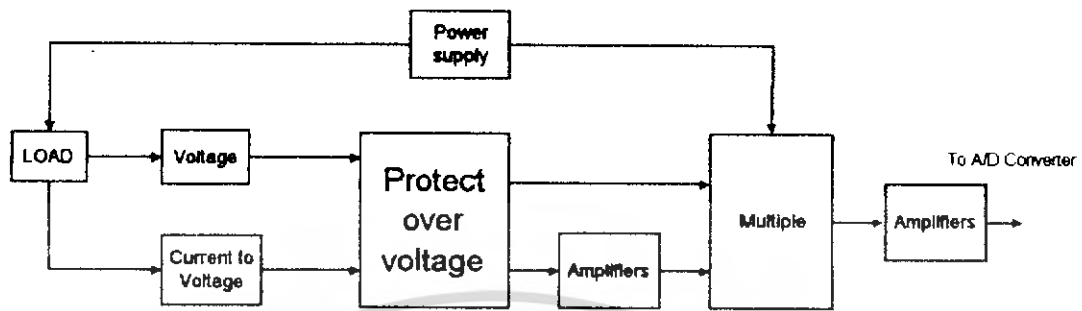 Power
supply
LOAD
Voltage
Protect
over
voltage
Multiple
To A/D Converter
Amplifiers
Current to
Voltage
Amplifiers